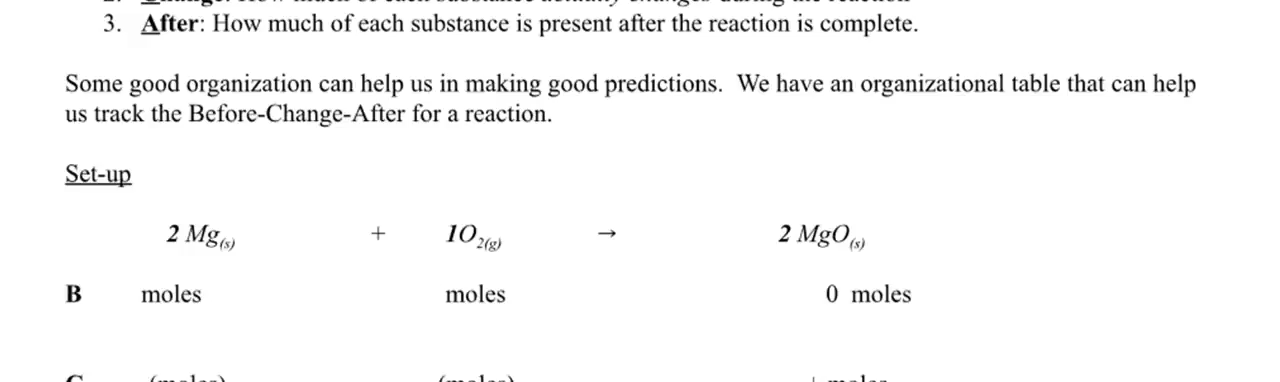 3. After: How much of each substance is present after the reaction is complete.
Some good organization can help us in making good predictions. We have an organizational table that can help
us track the Before-Change-After for a reaction.
Set-up
2 Mg(s) + 1O2(g) → 2 MgO(s)
B moles moles 0 moles